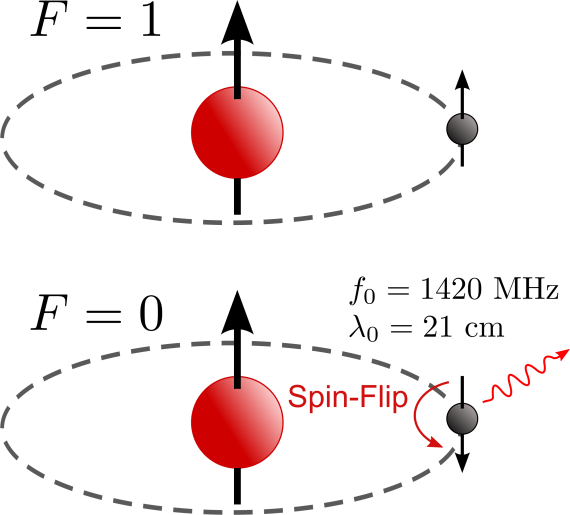 F = 1
F = 0
f₀ = 1420 MHz
λ₀ = 21 cm
Spin-Flip